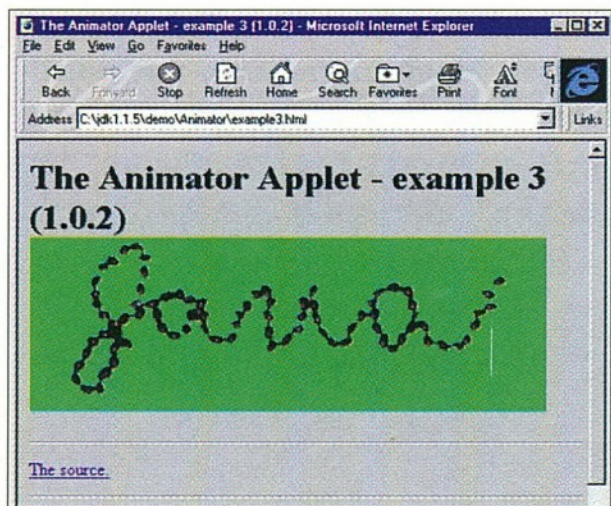 The Animator Applet - example 3 (1.0.2) - Microsoft Internet Explorer
File Edit View Go Favorites Help
Back Forward Stop Refresh Home Search Favorites Print Font
Address C:\jdk1.1.5\demo\Animator\example3.html Links
The Animator Applet - example 3
(1.0.2)
Java
The source.